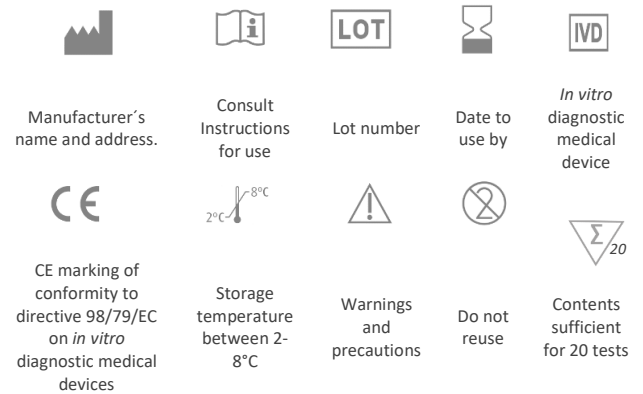 i
LOT
IVD
Manufacturer´s
name and address.
Consult
Instructions
for use
Lot number
Date to
use by
In vitro
diagnostic
medical
device
CE
2°C
8°C
2
Σ
20
CE marking of
conformity to
directive 98/79/EC
on in vitro
diagnostic medical
devices
Storage
temperature
between 2-
8°C
Warnings
and
precautions
Do not
reuse
Contents
sufficient
for 20 tests